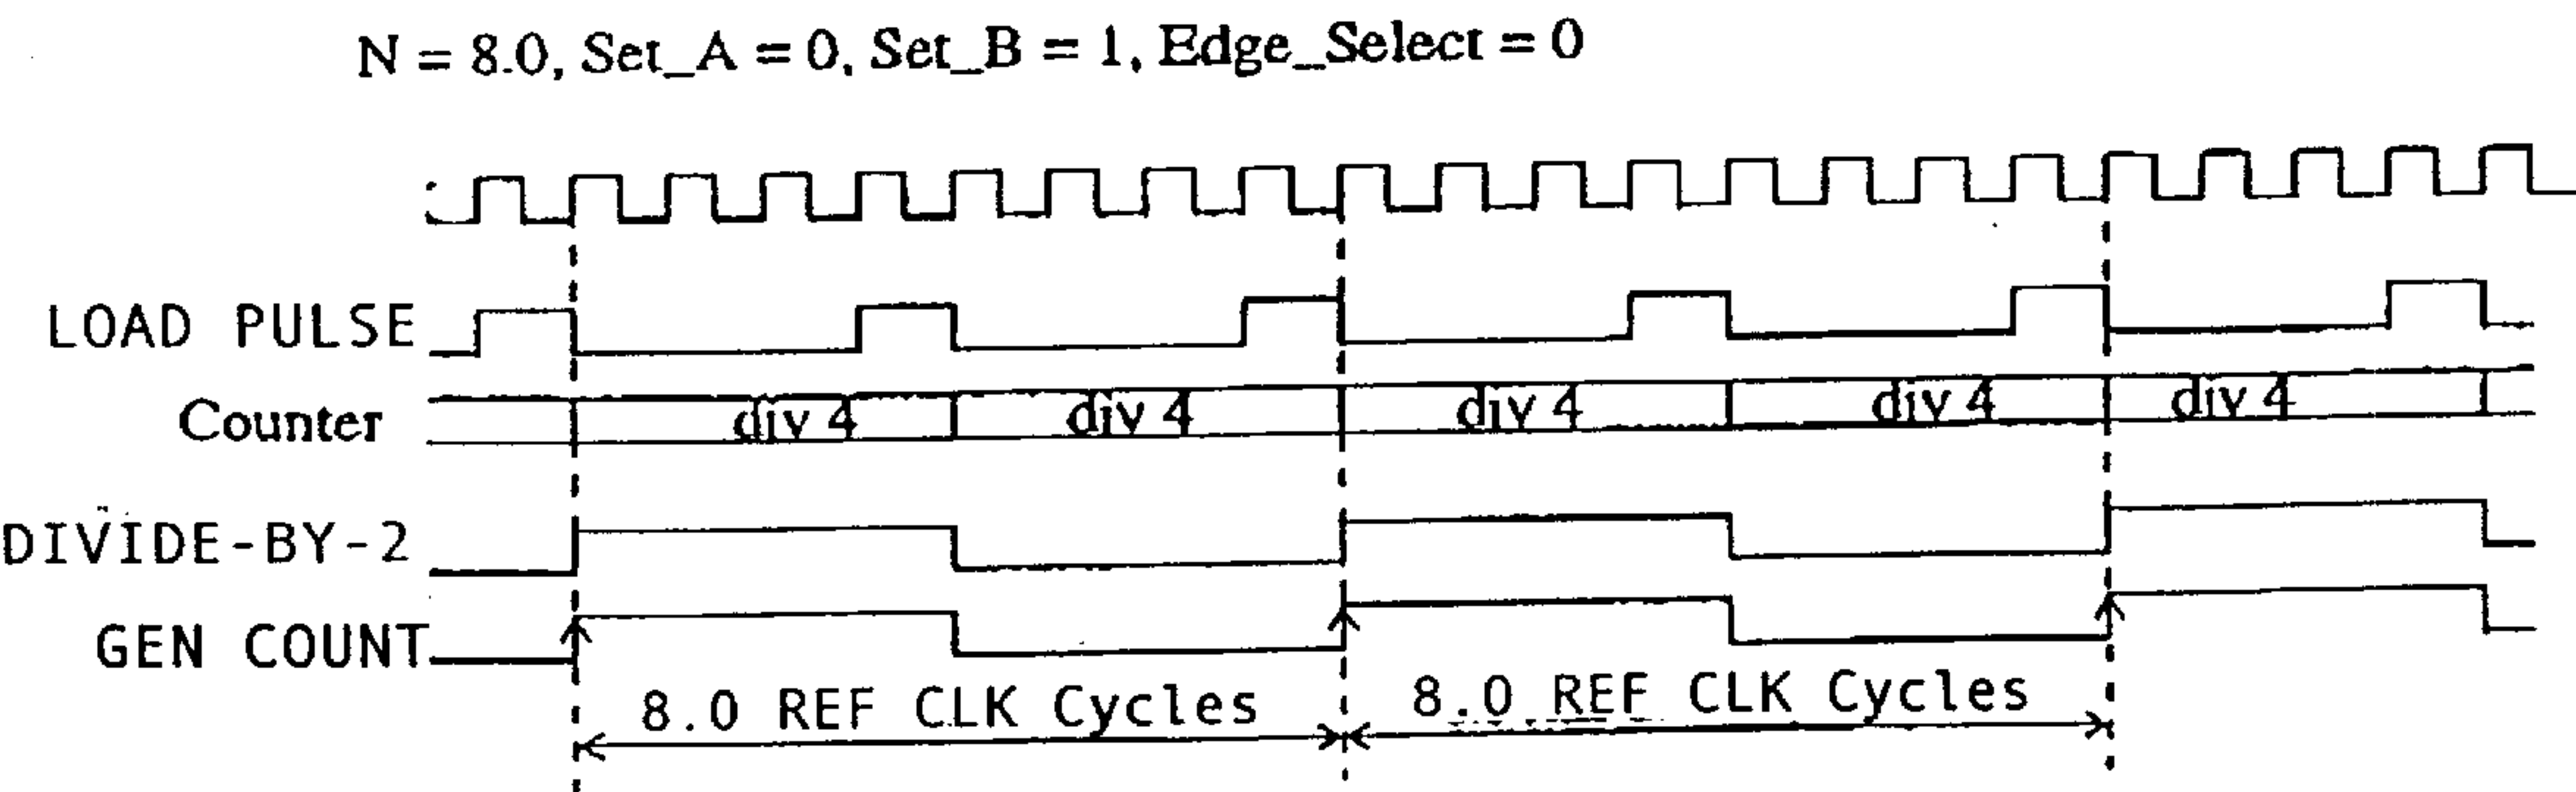 N = 8.0, Set_A = 0, Set_B = 1, Edge_Select = 0
LOAD PULSE
Counter
div 4
div 4
div 4
div 4
div 4
DIVIDE-BY-2
GEN COUNT
8.0 REF CLK Cycles
8.0 REF CLK Cycles